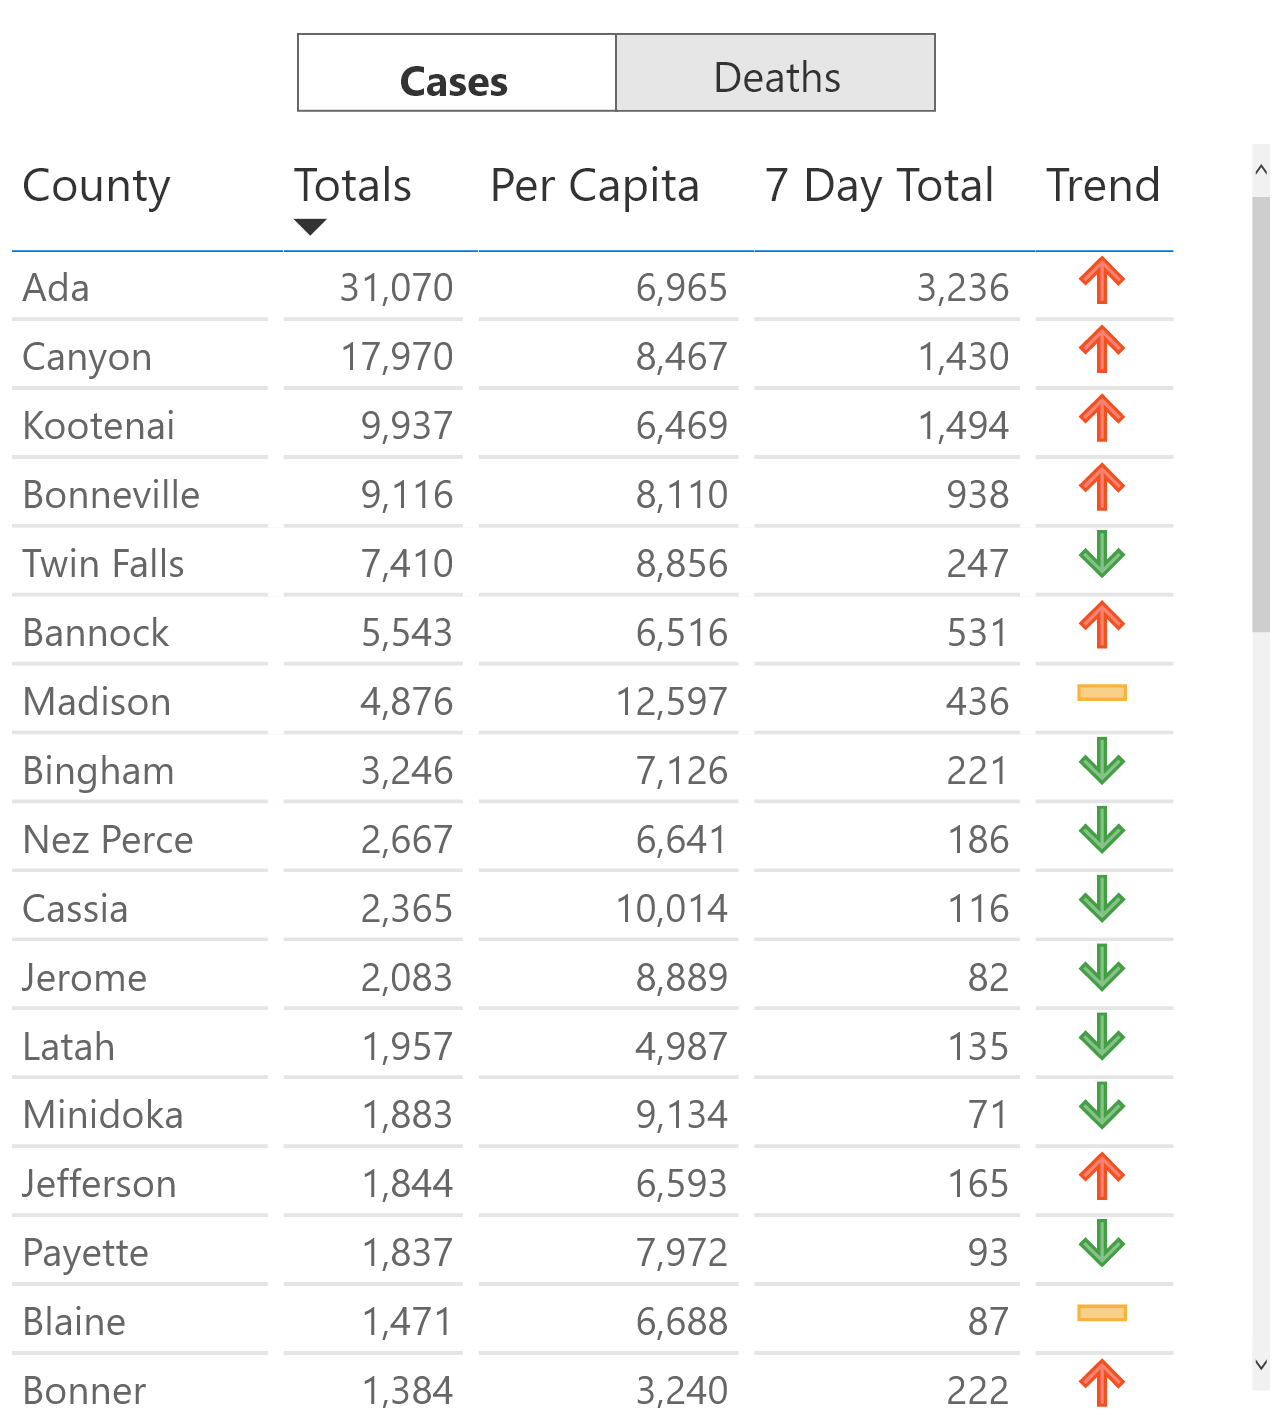 Cases Deaths
County Totals Per Capita 7 Day Total Trend
Ada 31,070 6,965 3,236
Canyon 17,970 8,467 1,430
Kootenai 9,937 6,469 1,494
Bonneville 9,116 8,110 938
Twin Falls 7,410 8,856 247
Bannock 5,543 6,516 531
Madison 4,876 12,597 436
Bingham 3,246 7,126 221
Nez Perce 2,667 6,641 186
Cassia 2,365 10,014 116
Jerome 2,083 8,889 82
Latah 1,957 4,987 135
Minidoka 1,883 9,134 71
Jefferson 1,844 6,593 165
Payette 1,837 7,972 93
Blaine 1,471 6,688 87
Bonner 1,384 3,240 222